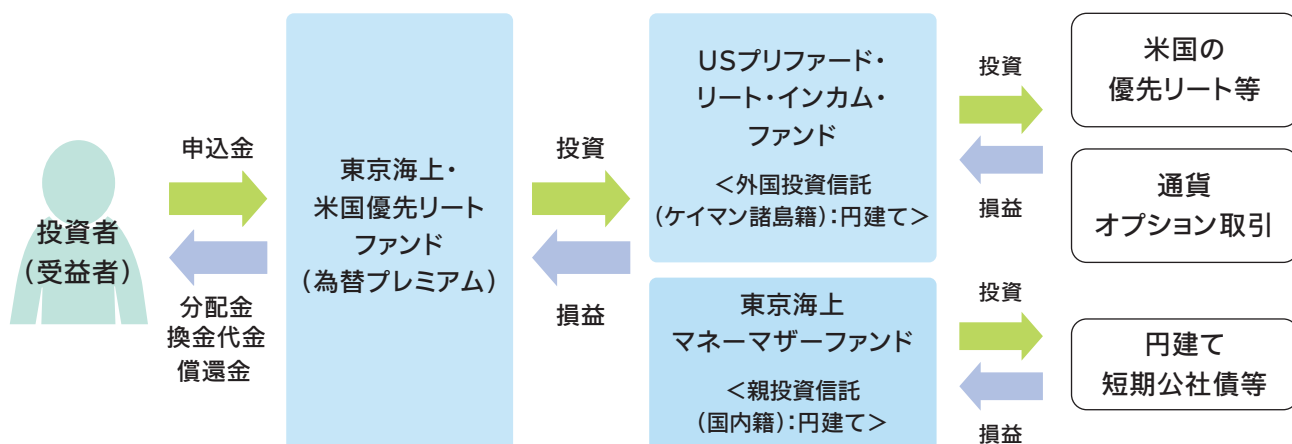 投資者
（受益者）
申込金
分配金
換金代金
償還金
東京海上・
米国優先リート
ファンド
（為替プレミアム）
投資
損益
USプリファード・
リート・インカム・
ファンド
＜外国投資信託
（ケイマン諸島籍）：円建て＞
東京海上
マネーマザーファンド
＜親投資信託
（国内籍）：円建て＞
投資
損益
投資
損益
米国の
優先リート等
通貨
オプション取引
円建て
短期公社債等